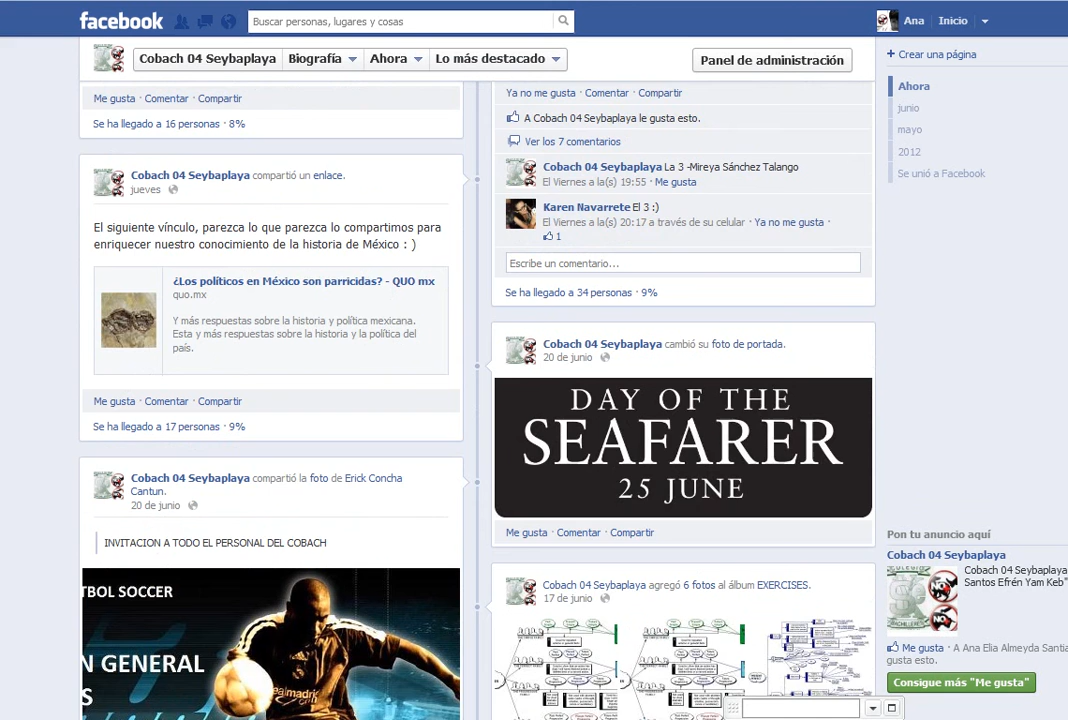 facebook
Buscar personas, lugares y cosas
Ana
Inicio
Cobach 04 Seybaplaya
Biografía
Ahora
Lo más destacado
Panel de administración
Me gusta · Comentar · Compartir
Se ha llegado a 16 personas · 8%
Cobach 04 Seybaplaya compartió un enlace.
jueves
El siguiente vínculo, parezca lo que parezca lo compartimos para
enriquecer nuestro conocimiento de la historia de México : )
¿Los políticos en México son parricidas? - QUO mx
quo.mx
Y más respuestas sobre la historia y política mexicana.
Esta y más respuestas sobre la historia y la política del
país.
Me gusta · Comentar · Compartir
Se ha llegado a 17 personas · 9%
Cobach 04 Seybaplaya compartió la foto de Erick Concha
Cantun.
20 de junio
INVITACION A TODO EL PERSONAL DEL COBACH
TBOL SOCCER
N GENERAL
S
Ya no me gusta · Comentar · Compartir
A Cobach 04 Seybaplaya le gusta esto.
Ver los 7 comentarios
Cobach 04 Seybaplaya La 3 -Mireya Sánchez Talango
El Viernes a la(s) 19:55 · Me gusta
Karen Navarrete El 3 :)
El Viernes a la(s) 20:17 a través de su celular · Ya no me gusta ·
1
Escribe un comentario...
Se ha llegado a 34 personas · 9%
Cobach 04 Seybaplaya cambió su foto de portada.
20 de junio
DAY OF THE
SEAFARER
25 JUNE
Me gusta · Comentar · Compartir
Cobach 04 Seybaplaya agregó 6 fotos al álbum EXERCISES.
17 de junio
+ Crear una página
Ahora
junio
mayo
2012
Se unió a Facebook
Pon tu anuncio aquí
Cobach 04 Seybaplaya
Cobach 04 Seybaplaya
Santos Efrén Yam Keb"
Me gusta · A Ana Elia Almeyda Santia
gusta esto.
Consigue más "Me gusta"